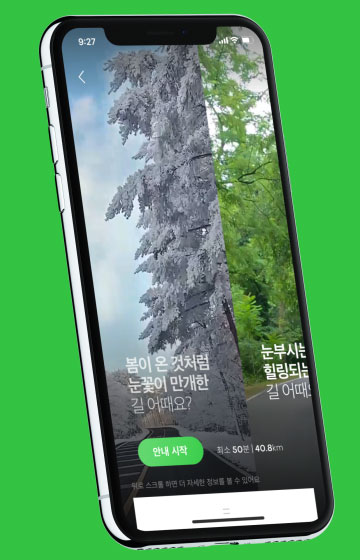 9:27
봄이 온 것처럼
눈꽃이 만개한
길 어때요?
눈부시는
힐링되는
길 어때요
안내 시작
최소 50분 | 40.8km
위로 스크롤 하면 더 자세한 정보를 볼 수 있어요